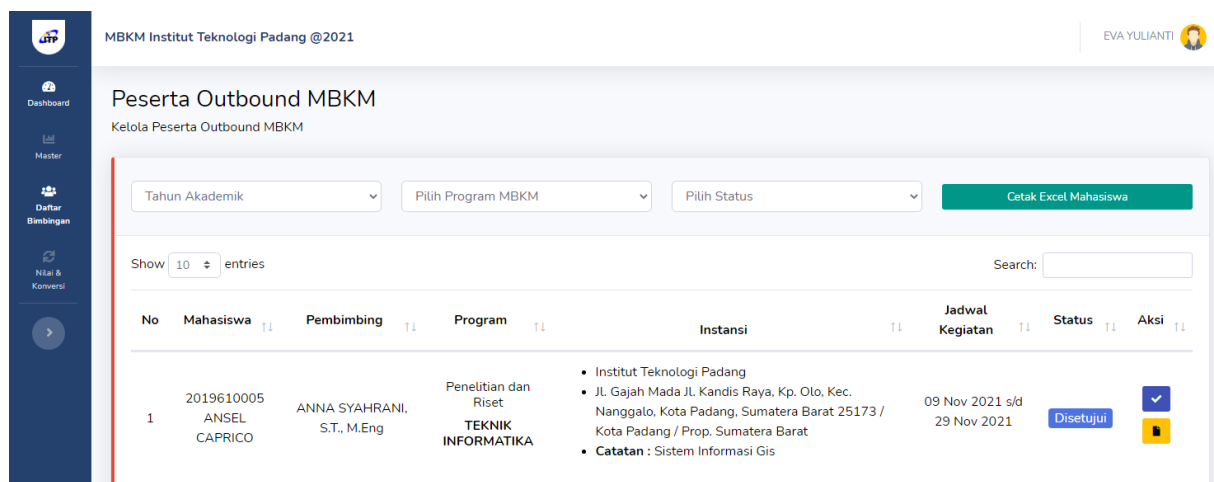 ITP
MBKM Institut Teknologi Padang @2021
EVA YULIANTI
Dashboard
Master
Daftar
Bimbingan
Nilai &
Konversi
Peserta Outbound MBKM
Kelola Peserta Outbound MBKM
Tahun Akademik
Pilih Program MBKM
Pilih Status
Cetak Excel Mahasiswa
Show 10 entries
Search:
No
Mahasiswa
Pembimbing
Program
Instansi
Jadwal
Kegiatan
Status
Aksi
1
2019610005
ANSEL
CAPRICO
ANNA SYAHRANI,
S.T., M.Eng
Penelitian dan
Riset
TEKNIK
INFORMATIKA
Institut Teknologi Padang
Jl. Gajah Mada Jl. Kandis Raya, Kp. Olo, Kec.
Nanggalo, Kota Padang, Sumatera Barat 25173 /
Kota Padang / Prop. Sumatera Barat
Catatan : Sistem Informasi Gis
09 Nov 2021 s/d
29 Nov 2021
Disetujui